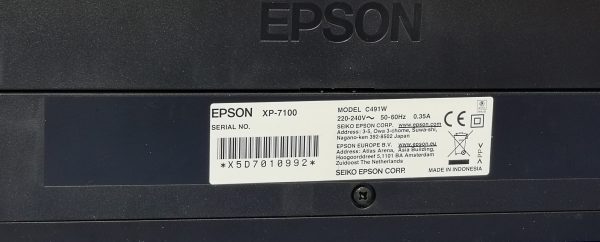 EPSON
EPSON XP-7100
SERIAL NO.
*X5D7010992*
MODEL C491W
220-240V~ 50-60Hz 0.35A
SEIKO EPSON CORP. www.epson.com
Address: 3-5, Owa 3-chome, Suwa-shi,
Nagano-ken 392-8502 Japan
EPSON EUROPE B.V. www.epson.eu
Address: Atlas Arena, Asia Building,
Hoogoorddreef 5,1101 BA Amsterdam
Zuidoost The Netherlands
SEIKO EPSON CORP.
CE
MADE IN INDONESIA